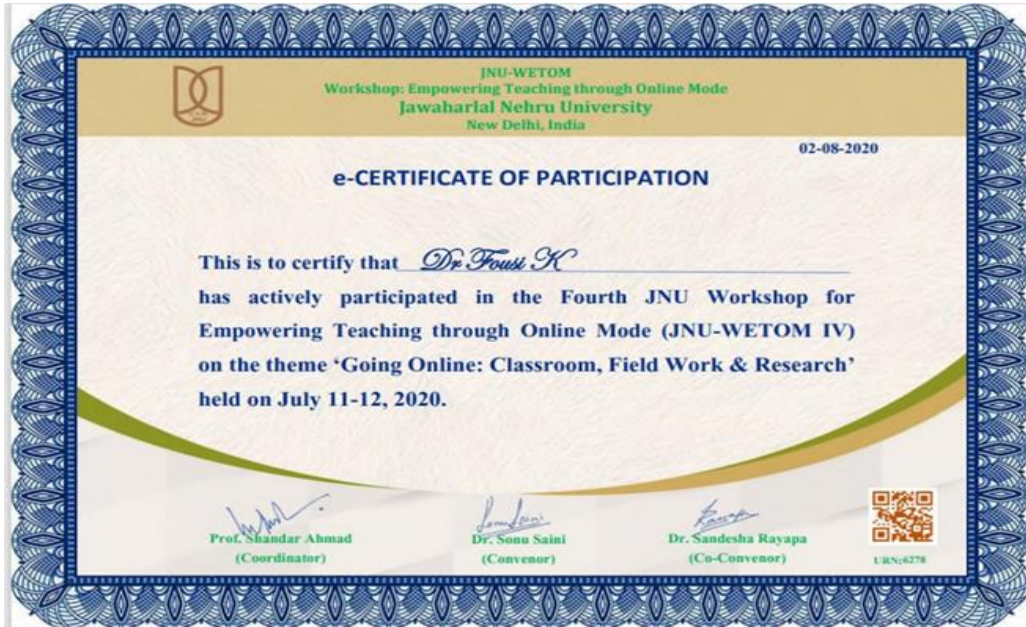 JNU-WETOM
Workshop: Empowering Teaching through Online Mode
Jawaharlal Nehru University
New Delhi, India
02-08-2020
e-CERTIFICATE OF PARTICIPATION
This is to certify that Dr Fousi K
has actively participated in the Fourth JNU Workshop for
Empowering Teaching through Online Mode (JNU-WETOM IV)
on the theme ‘Going Online: Classroom, Field Work & Research’
held on July 11-12, 2020.
Prof. Shandar Ahmad
(Coordinator)
Dr. Sonu Saini
(Convenor)
Dr. Sandesha Rayapa
(Co-Convenor)
URN:6278